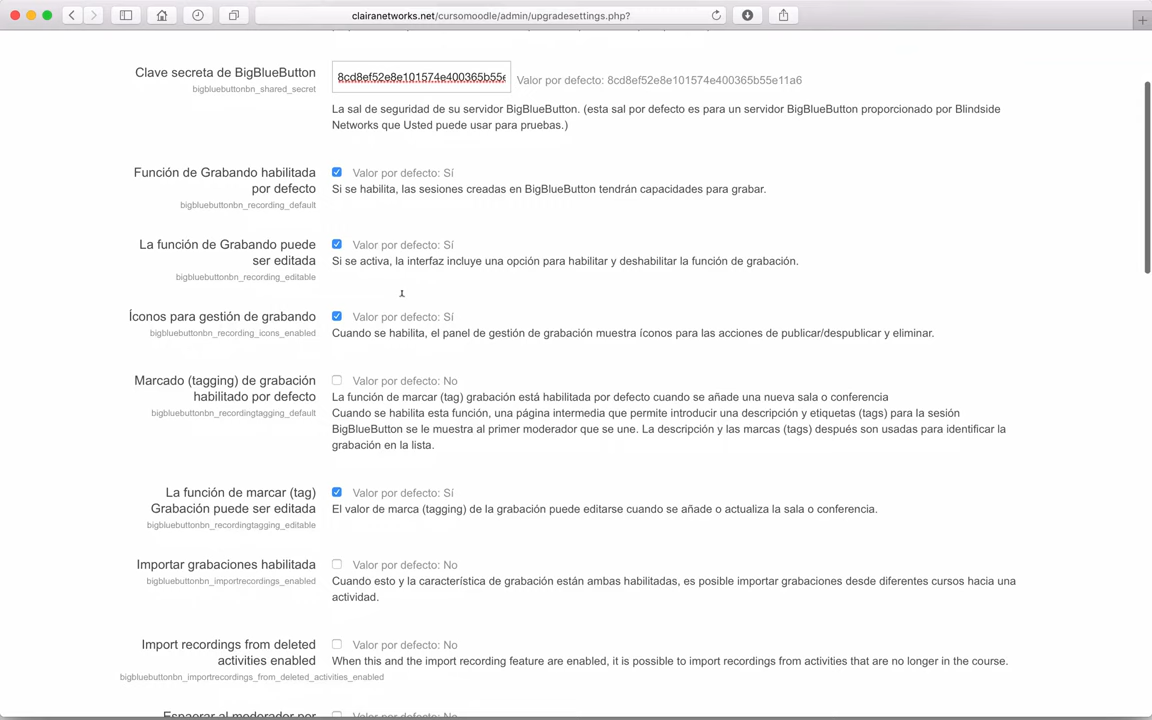 clairanetworks.net/cursomoodle/admin/upgradesettings.php?
Clave secreta de BigBlueButton
8cd8ef52e8e101574e400365b55e
Valor por defecto: 8cd8ef52e8e101574e400365b55e11a6
bigbluebuttonbn_shared_secret
La sal de seguridad de su servidor BigBlueButton. (esta sal por defecto es para un servidor BigBlueButton proporcionado por Blindside
Networks que Usted puede usar para pruebas.)
Función de Grabando habilitada
por defecto
bigbluebuttonbn_recording_default
Valor por defecto: Sí
Si se habilita, las sesiones creadas en BigBlueButton tendrán capacidades para grabar.
La función de Grabando puede
ser editada
bigbluebuttonbn_recording_editable
Valor por defecto: Sí
Si se activa, la interfaz incluye una opción para habilitar y deshabilitar la función de grabación.
Íconos para gestión de grabando
bigbluebuttonbn_recording_icons_enabled
Valor por defecto: Sí
Cuando se habilita, el panel de gestión de grabación muestra íconos para las acciones de publicar/despublicar y eliminar.
Marcado (tagging) de grabación
habilitado por defecto
bigbluebuttonbn_recordingtagging_default
Valor por defecto: No
La función de marcar (tag) grabación está habilitada por defecto cuando se añade una nueva sala o conferencia
Cuando se habilita esta función, una página intermedia que permite introducir una descripción y etiquetas (tags) para la sesión
BigBlueButton se le muestra al primer moderador que se une. La descripción y las marcas (tags) después son usadas para identificar la
grabación en la lista.
La función de marcar (tag)
Grabación puede ser editada
bigbluebuttonbn_recordingtagging_editable
Valor por defecto: Sí
El valor de marca (tagging) de la grabación puede editarse cuando se añade o actualiza la sala o conferencia.
Importar grabaciones habilitada
bigbluebuttonbn_importrecordings_enabled
Valor por defecto: No
Cuando esto y la característica de grabación están ambas habilitadas, es posible importar grabaciones desde diferentes cursos hacia una
actividad.
Import recordings from deleted
activities enabled
bigbluebuttonbn_importrecordings_from_deleted_activities_enabled
Valor por defecto: No
When this and the import recording feature are enabled, it is possible to import recordings from activities that are no longer in the course.
Esperar al moderador por
Valor por defecto: No